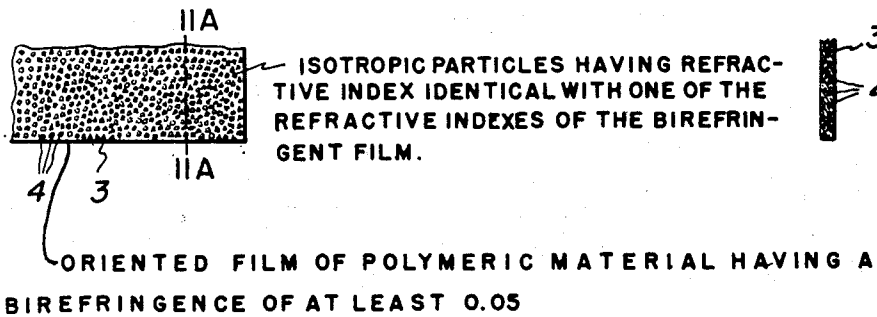 IIA
ISOTROPIC PARTICLES HAVING REFRAC-
TIVE INDEX IDENTICAL WITH ONE OF THE
REFRACTIVE INDEXES OF THE BIREFRIN-
GENT FILM.
IIA
4 3
3
ORIENTED FILM OF POLYMERIC MATERIAL HAVING A
BIREFRINGENCE OF AT LEAST 0.05